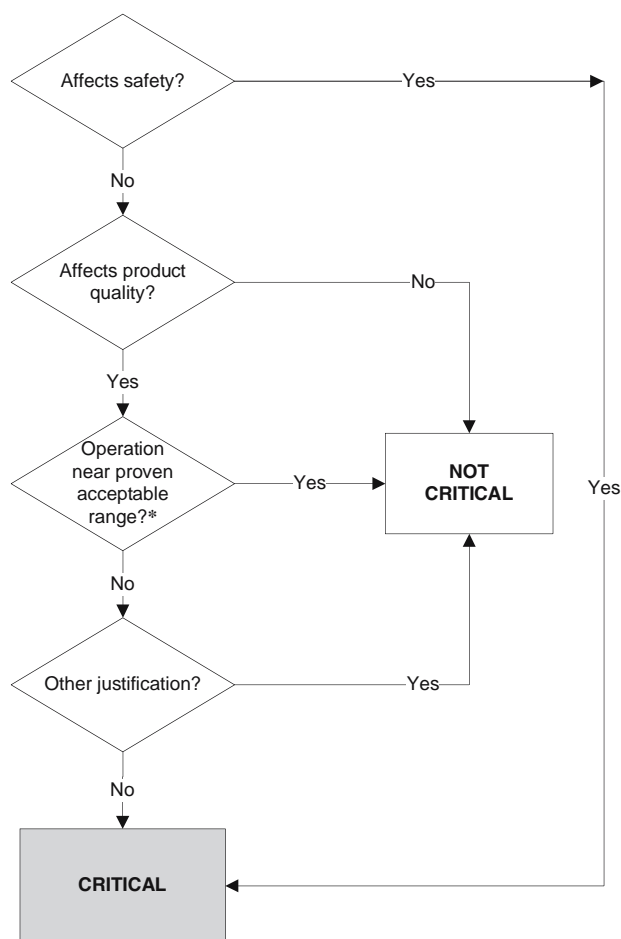 Affects safety?
Yes
No
Affects product
quality?
No
Yes
Operation
near proven
acceptable
range?*
Yes
NOT
CRITICAL
Yes
No
Other justification?
Yes
No
CRITICAL